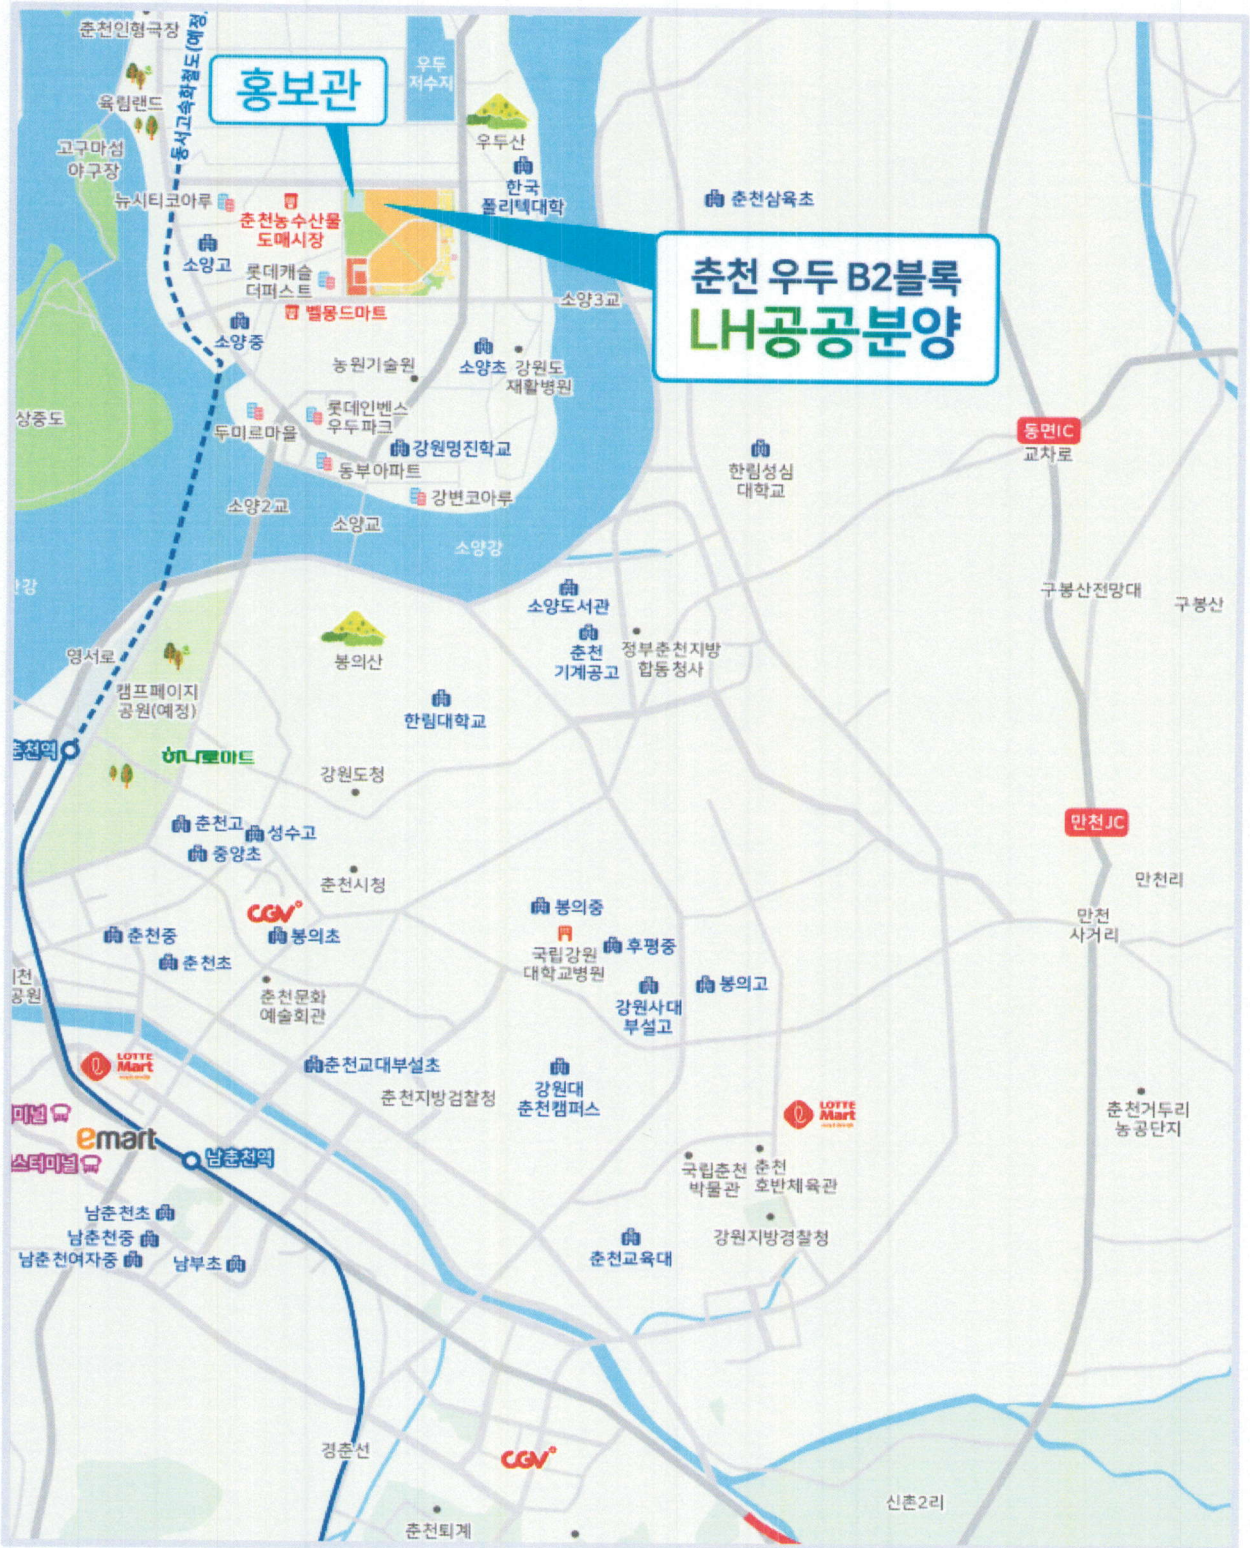 춘천인형극장
육림랜드
고구마섬
야구장
동서고속화철도(예정)
홍보관
우두
저수지
우두산
한국
폴리텍대학
뉴시티코아루
춘천농수산물
도매시장
소양고
롯데캐슬
더퍼스트
벨몽드마트
소양중
춘천삼육초
춘천 우두 B2블록
LH공공분양
소양3교
농원기술원
소양초
강원도
재활병원
상중도
두미르마을
롯데인벤스
우두파크
강원명진학교
동부아파트
강변코아루
소양2교
소양교
소양강
동면IC
교차로
한림성심
대학교
구봉산전망대
구봉산
강
소양도서관
춘천
기계공고
정부춘천지방
합동청사
영서로
봉의산
캠프페이지
공원(예정)
한림대학교
춘천역
하나로마트
강원도청
춘천고
성수고
중앙초
춘천시청
만천JC
만천리
만천
사거리
CGV
봉의초
춘천중
춘천초
봉의중
국립강원
대학교병원
후평중
강원사대
부설고
봉의고
천
공원
춘천문화
예술회관
LOTTE
Mart
춘천교대부설초
춘천지방검찰청
강원대
춘천캠퍼스
LOTTE
Mart
춘천거두리
농공단지
미널
emart
스터미널
남춘천역
국립춘천
박물관
춘천
호반체육관
강원지방경찰청
남춘천초
남춘천중
남춘천여자중
남부초
춘천교육대
경춘선
CGV
춘천퇴계
신촌2리